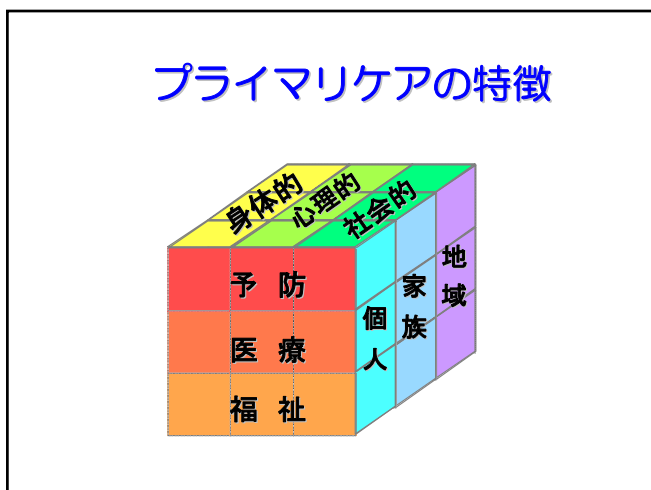 プライマリケアの特徴
身体的
心理的
社会的
予防
医療
福祉
個人
家族
地域